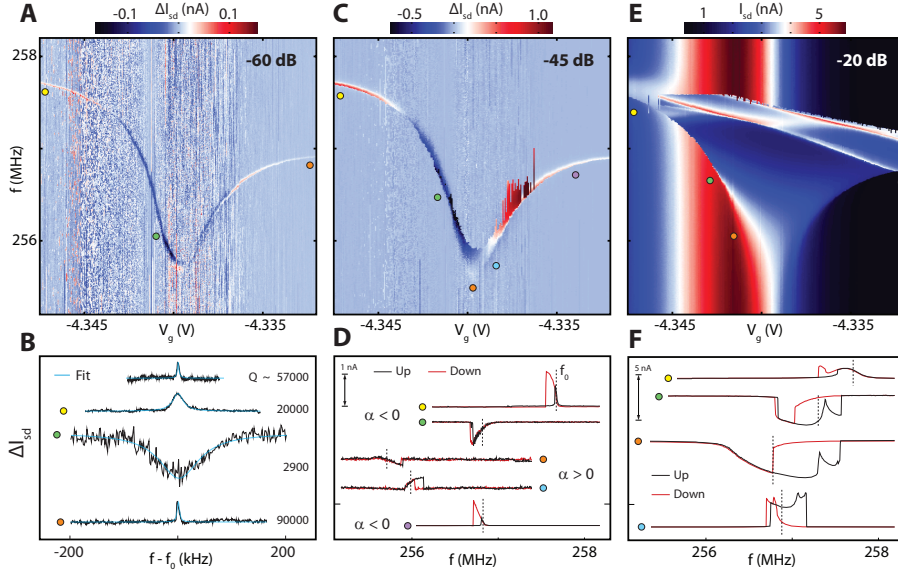 A
ΔI_sd (nA)
-0.1 0.1
258
256
f (MHz)
-60 dB
-4.345 V_g (V) -4.335
C
ΔI_sd (nA)
-0.5 1.0
-45 dB
-4.345 V_g (V) -4.335
E
I_sd (nA)
1 5
-20 dB
-4.345 V_g (V) -4.335
B
ΔI_sd
Fit
Q ~ 57000
20000
2900
90000
-200 f - f_0 (kHz) 200
D
1 nA
Up Down
f_0
α < 0
α > 0
α < 0
256 f (MHz) 258
F
5 nA
Up
Down
256 f (MHz) 258